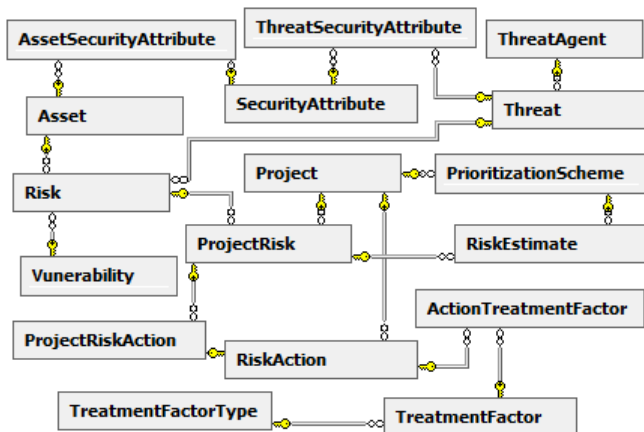 ThreatSecurityAttribute
AssetSecurityAttribute
ThreatAgent
SecurityAttribute
Threat
Asset
Project
PrioritizationScheme
Risk
ProjectRisk
RiskEstimate
Vunerability
ActionTreatmentFactor
ProjectRiskAction
RiskAction
TreatmentFactorType
TreatmentFactor